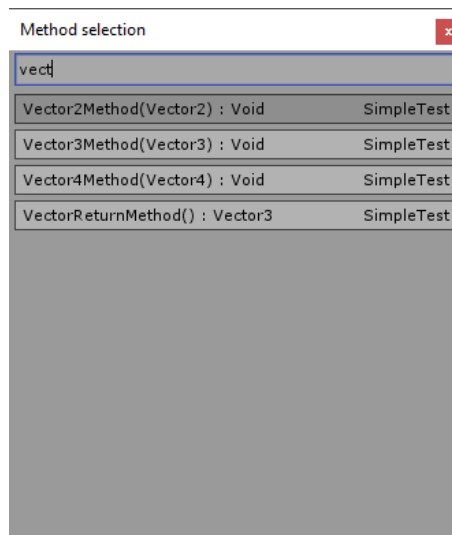 Method selection
x
vect
Vector2Method(Vector2) : Void SimpleTest
Vector3Method(Vector3) : Void SimpleTest
Vector4Method(Vector4) : Void SimpleTest
VectorReturnMethod() : Vector3 SimpleTest